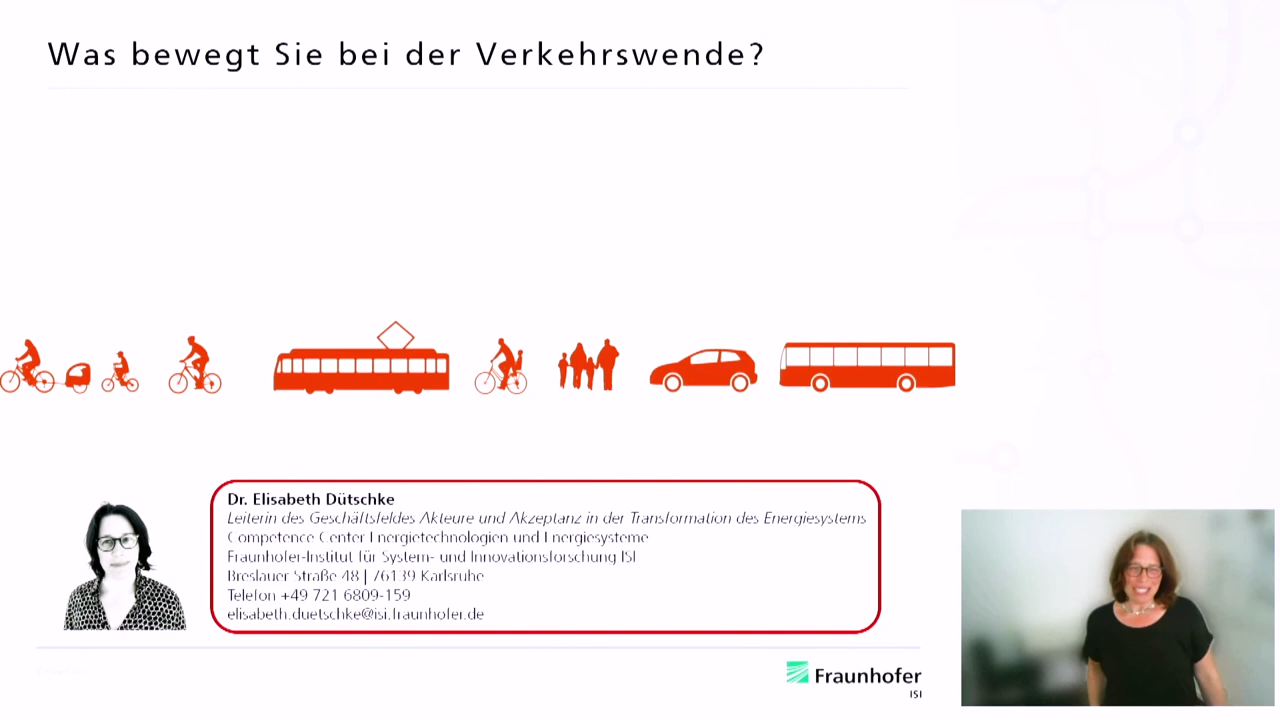 Was bewegt Sie bei der Verkehrswende?
Dr. Elisabeth Dütschke
Leiterin des Geschäftsfeldes Akteure und Akzeptanz in der Transformation des Energiesystems
Competence Center Energietechnologien und Energiesysteme
Fraunhofer-Institut für System- und Innovationsforschung ISI
Breslauer Straße 48 | 76139 Karlsruhe
Telefon +49 721 6809-159
elisabeth.duetschke@isi.fraunhofer.de
Fraunhofer
ISI